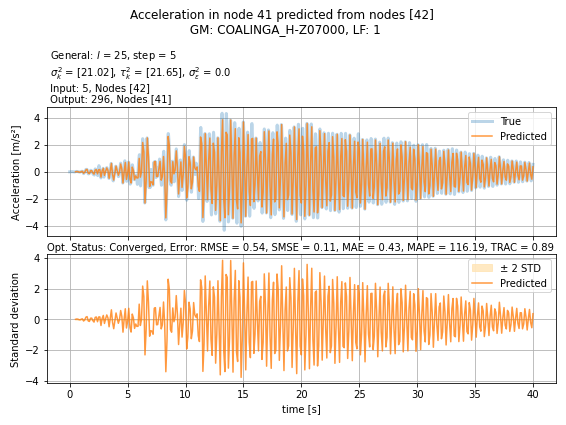 Acceleration in node 41 predicted from nodes [42]
GM: COALINGA_H-Z07000, LF: 1
General: l = 25, step = 5
σ²ₖ = [21.02], τ²ₖ = [21.65], σ²ε = 0.0
Input: 5, Nodes [42]
Output: 296, Nodes [41]
Acceleration [m/s²]
4
2
0
−2
−4
True
Predicted
Opt. Status: Converged, Error: RMSE = 0.54, SMSE = 0.11, MAE = 0.43, MAPE = 116.19, TRAC = 0.89
Standard deviation
4
2
0
−2
−4
± 2 STD
Predicted
0 5 10 15 20 25 30 35 40
time [s]